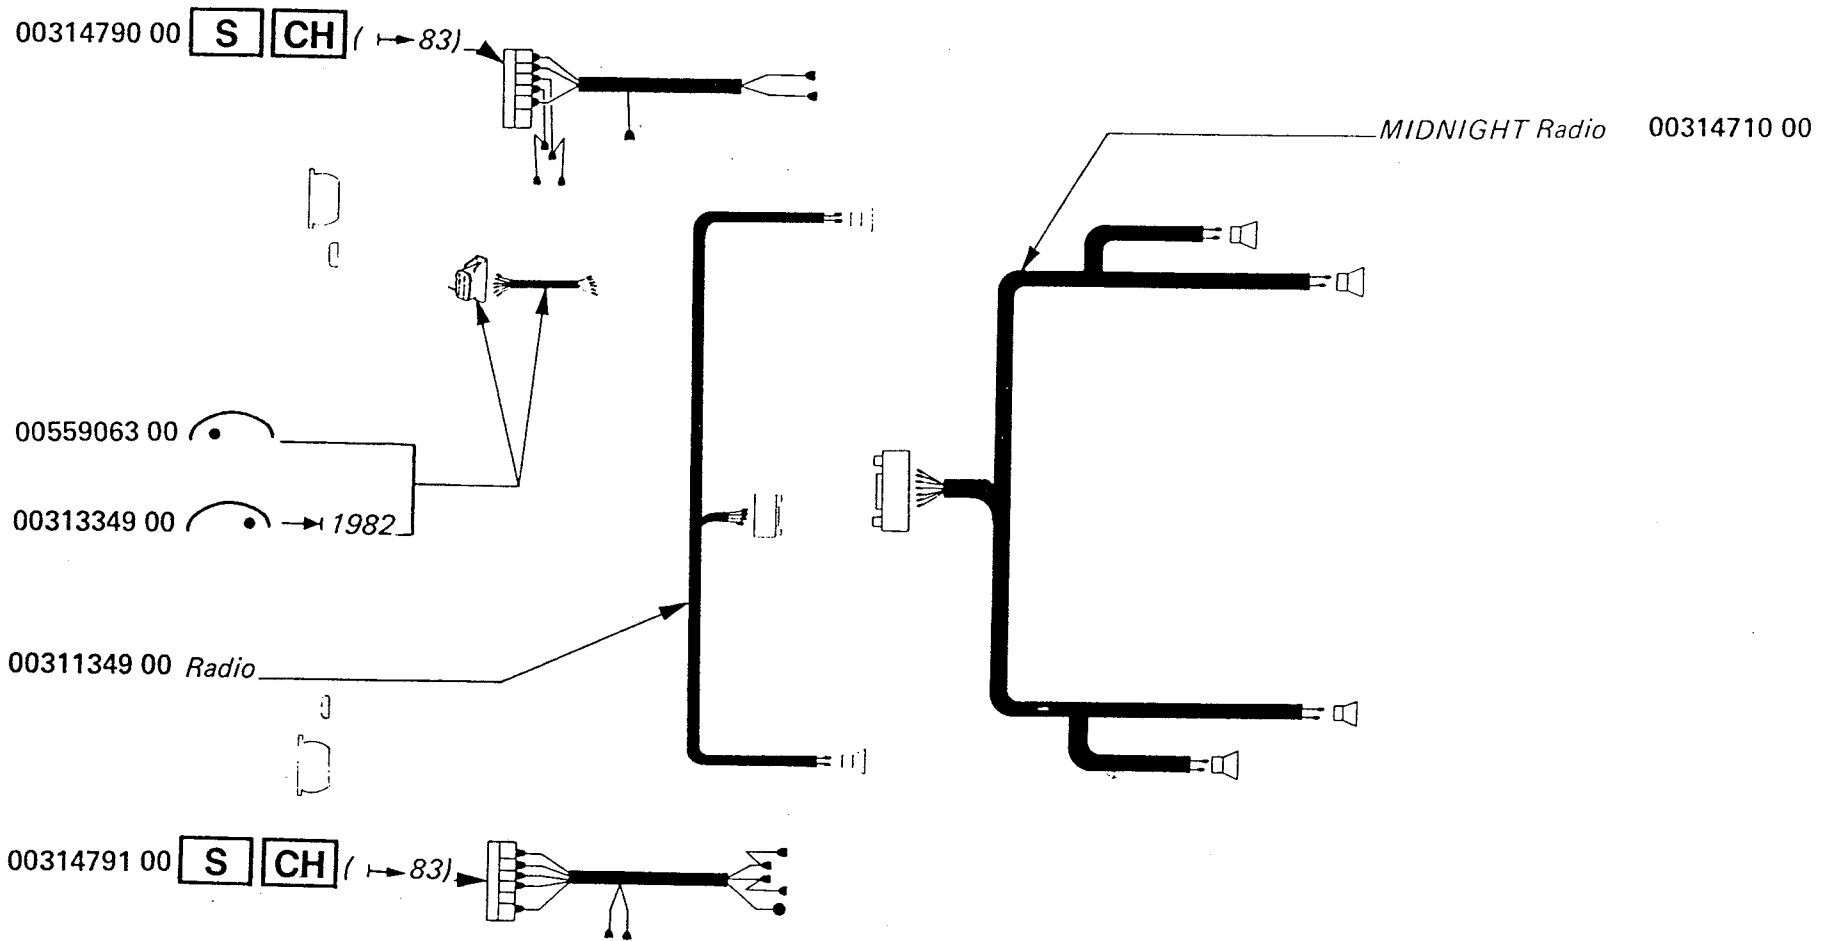 00314790 00 S CH ( 83)
MIDNIGHT Radio 00314710 00
00559063 00
00313349 00 1982
00311349 00 Radio
00314791 00 S CH ( 83)